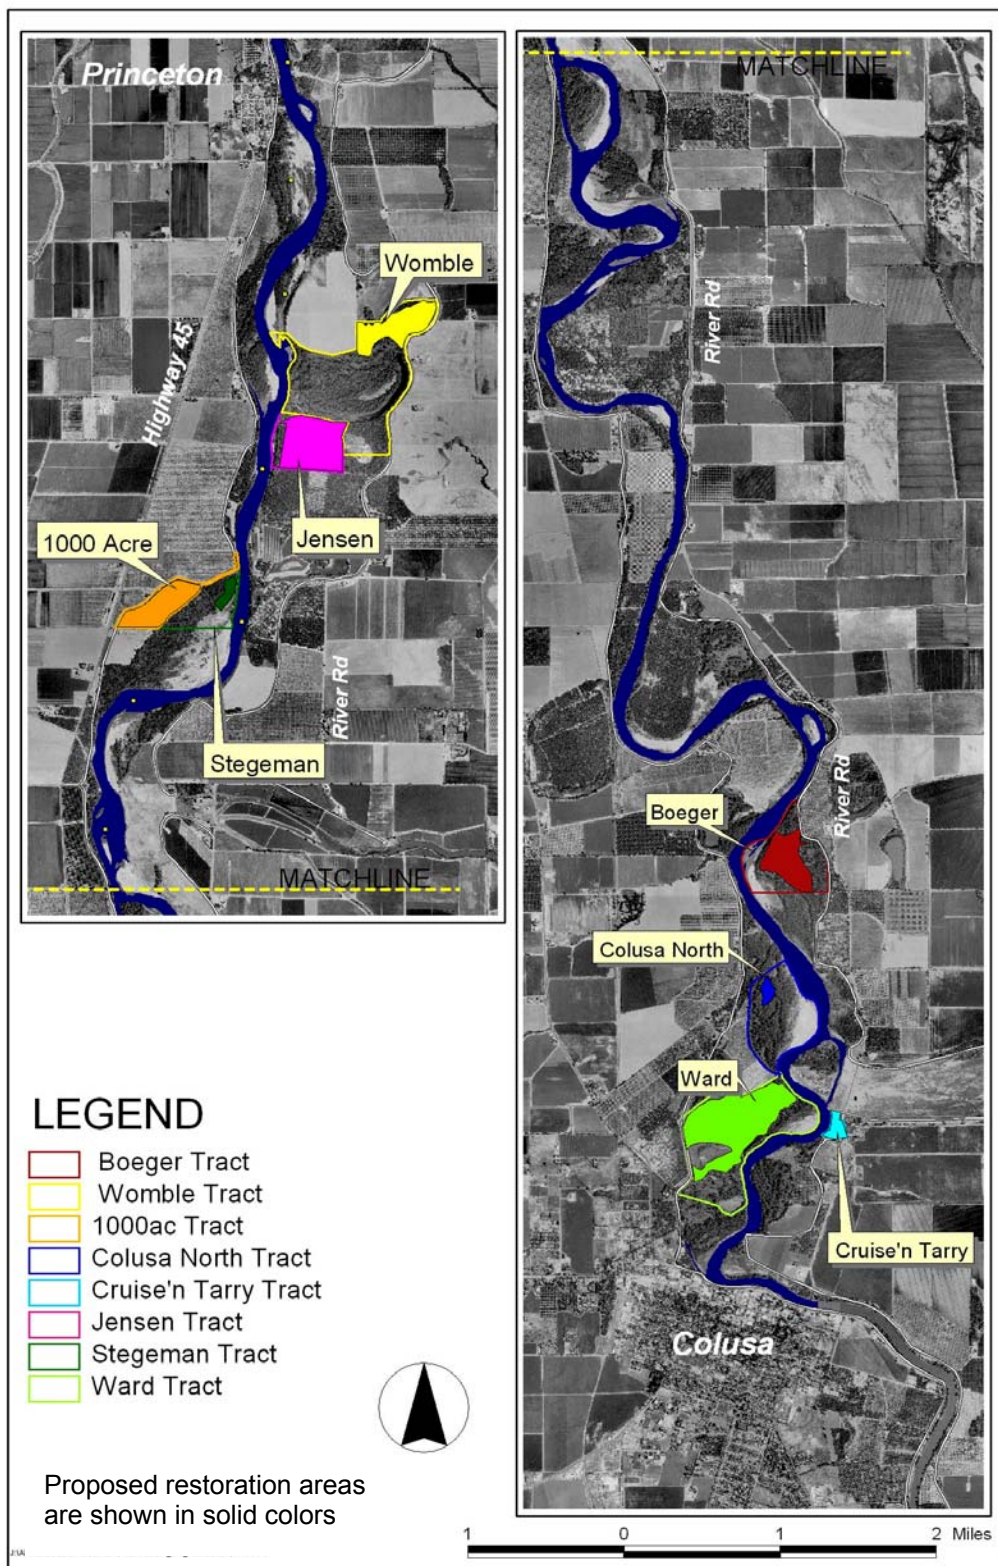 Princeton
Womble
Highway 45
Jensen
1000 Acre
Stegeman
River Rd
MATCHLINE
MATCHLINE
River Rd
River Rd
Boeger
Colusa North
Ward
Cruise'n Tarry
Colusa
LEGEND
Boeger Tract
Womble Tract
1000ac Tract
Colusa North Tract
Cruise'n Tarry Tract
Jensen Tract
Stegeman Tract
Ward Tract
Proposed restoration areas
are shown in solid colors
1 0 1 2 Miles